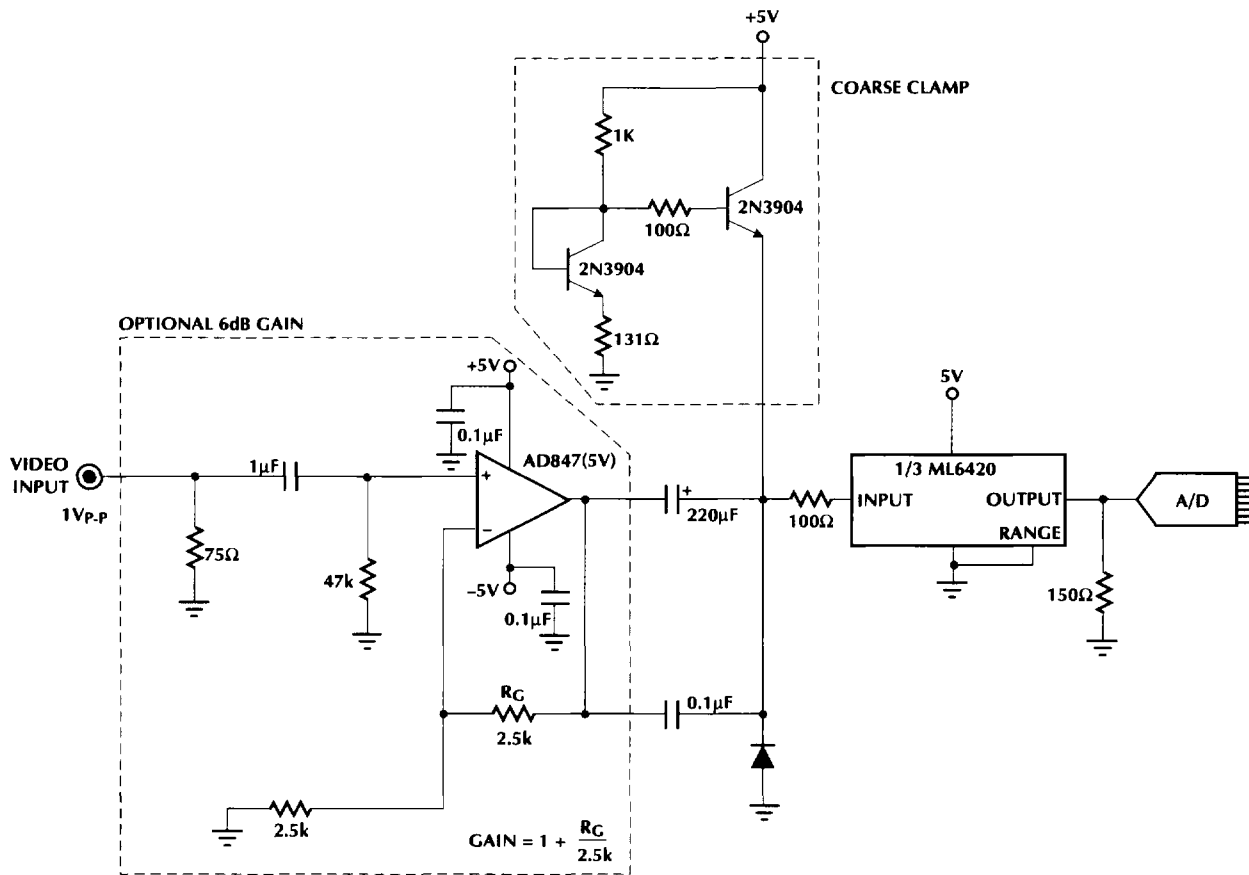 +5V
COARSE CLAMP
1K
2N3904
100Ω
2N3904
131Ω
OPTIONAL 6dB GAIN
+5V
0.1µF
AD847(5V)
5V
VIDEO
INPUT
1VP-P
1µF
+
−
75Ω
47k
−5V
0.1µF
+
220µF
100Ω
1/3 ML6420
INPUT
OUTPUT
RANGE
A/D
150Ω
RG
2.5k
0.1µF
2.5k
GAIN = 1 + RG
2.5k